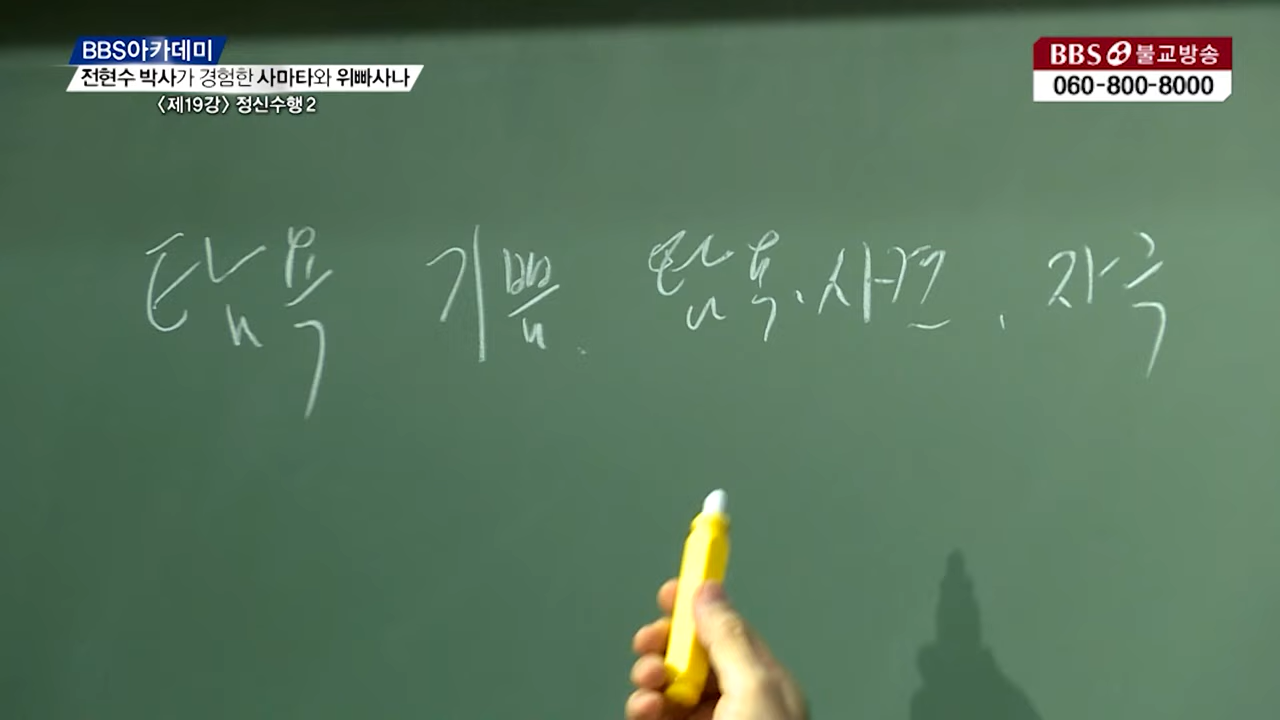 BBS아카데미
전현수 박사가 경험한 사마타와 위빠사나
〈제19강〉 정신수행 2
BBS 불교방송
060-800-8000
탐욕 기쁨. 탐욕.사견. 자극